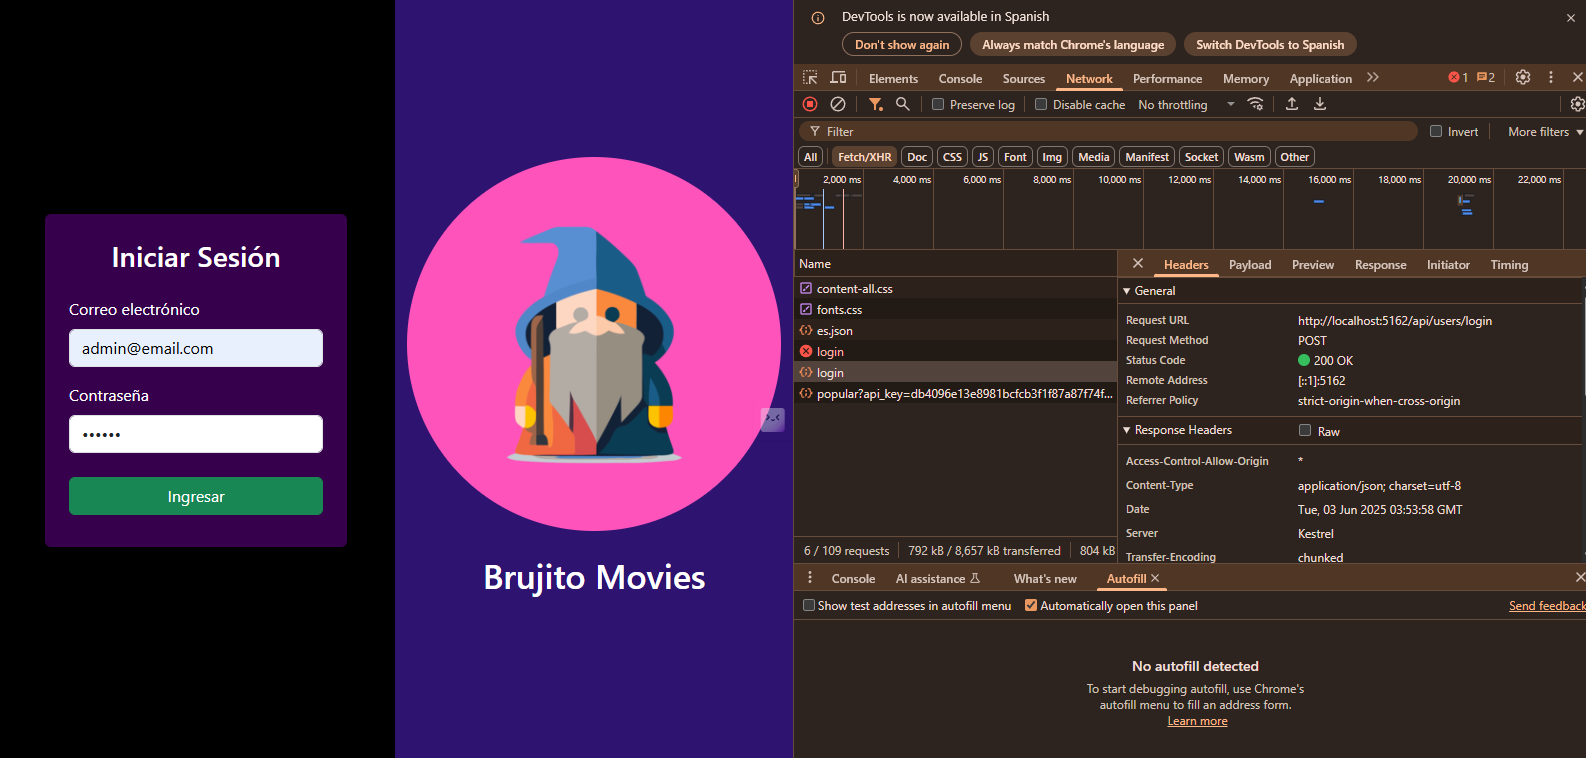 Iniciar Sesión
Correo electrónico
admin@email.com
Contraseña
••••••
Ingresar
Brujito Movies
DevTools is now available in Spanish
Don't show again
Always match Chrome's language
Switch DevTools to Spanish
Elements Console Sources Network Performance Memory Application 1 2
Preserve log Disable cache No throttling
Filter Invert More filters
All Fetch/XHR Doc CSS JS Font Img Media Manifest Socket Wasm Other
2,000 ms 4,000 ms 6,000 ms 8,000 ms 10,000 ms 12,000 ms 14,000 ms 16,000 ms 18,000 ms 20,000 ms 22,000 ms
Name
content-all.css
fonts.css
es.json
login
login
popular?api_key=db4096e13e8981bcfcb3f1f87a87f74f...
6 / 109 requests 792 kB / 8,657 kB transferred 804 kB
Headers Payload Preview Response Initiator Timing
General
Request URL http://localhost:5162/api/users/login
Request Method POST
Status Code 200 OK
Remote Address [::1]:5162
Referrer Policy strict-origin-when-cross-origin
Response Headers Raw
Access-Control-Allow-Origin *
Content-Type application/json; charset=utf-8
Date Tue, 03 Jun 2025 03:53:58 GMT
Server Kestrel
Transfer-Encoding chunked
Console AI assistance What's new Autofill
Show test addresses in autofill menu Automatically open this panel Send feedback
No autofill detected
To start debugging autofill, use Chrome's
autofill menu to fill an address form.
Learn more